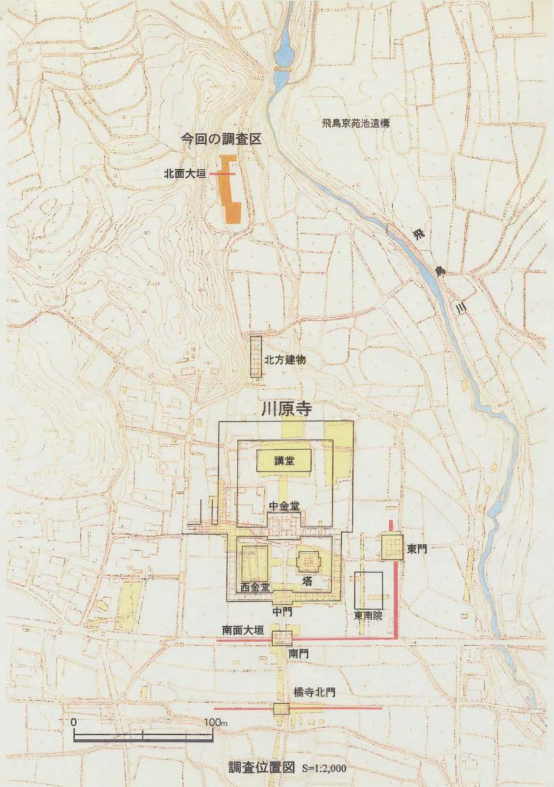 飛鳥京苑池遺構
今回の調査区
北面大垣
飛
鳥
川
北方建物
川原寺
講堂
中金堂
東門
塔
西金堂
東南院
中門
南面大垣
南門
橘寺北門
0 100m
調査位置図 S=1:2,000